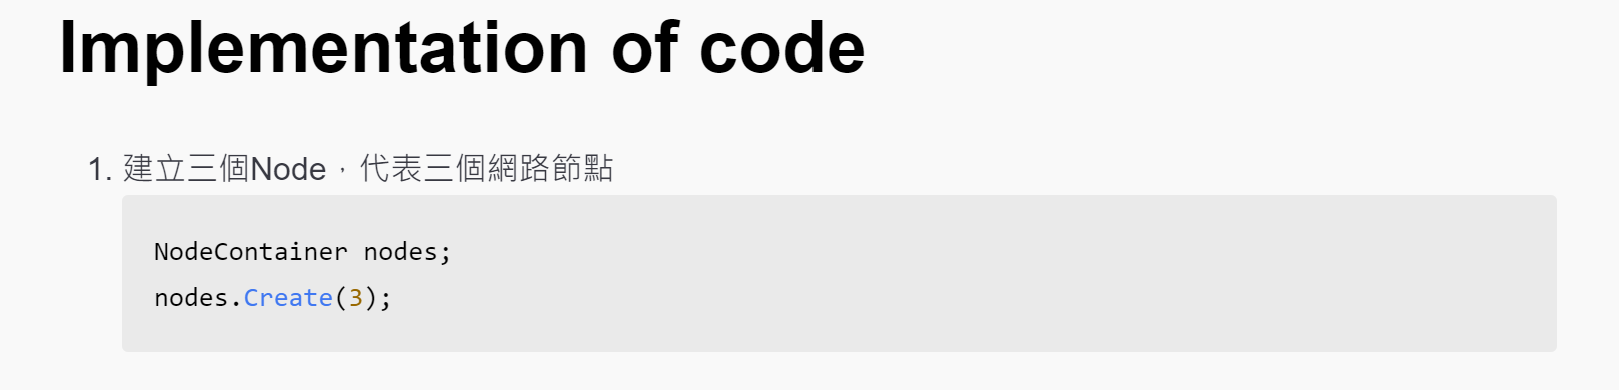 Implementation of code
1. 建立三個Node，代表三個網路節點
NodeContainer nodes;
nodes.Create(3);